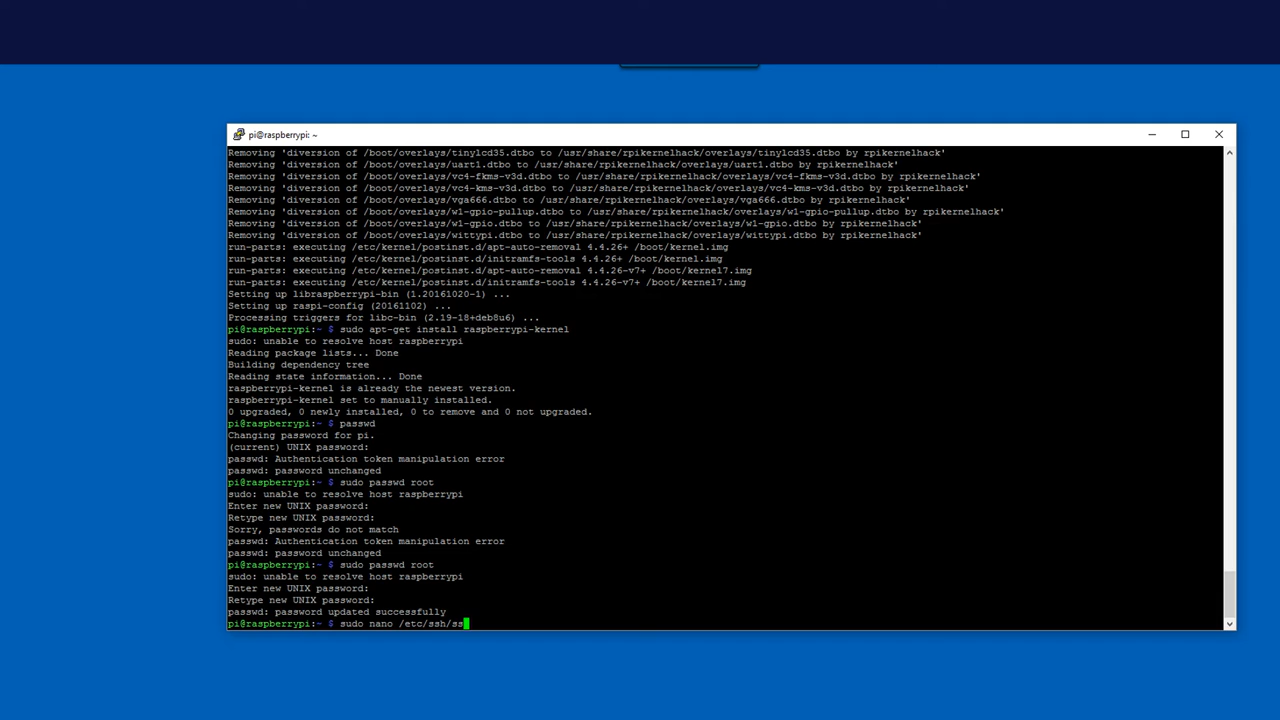 pi@raspberrypi: ~
Removing 'diversion of /boot/overlays/tinylcd35.dtbo to /usr/share/rpikernelhack/overlays/tinylcd35.dtbo by rpikernelhack'
Removing 'diversion of /boot/overlays/uart1.dtbo to /usr/share/rpikernelhack/overlays/uart1.dtbo by rpikernelhack'
Removing 'diversion of /boot/overlays/vc4-fkms-v3d.dtbo to /usr/share/rpikernelhack/overlays/vc4-fkms-v3d.dtbo by rpikernelhack'
Removing 'diversion of /boot/overlays/vc4-kms-v3d.dtbo to /usr/share/rpikernelhack/overlays/vc4-kms-v3d.dtbo by rpikernelhack'
Removing 'diversion of /boot/overlays/vga666.dtbo to /usr/share/rpikernelhack/overlays/vga666.dtbo by rpikernelhack'
Removing 'diversion of /boot/overlays/w1-gpio-pullup.dtbo to /usr/share/rpikernelhack/overlays/w1-gpio-pullup.dtbo by rpikernelhack'
Removing 'diversion of /boot/overlays/w1-gpio.dtbo to /usr/share/rpikernelhack/overlays/w1-gpio.dtbo by rpikernelhack'
Removing 'diversion of /boot/overlays/wittypi.dtbo to /usr/share/rpikernelhack/overlays/wittypi.dtbo by rpikernelhack'
run-parts: executing /etc/kernel/postinst.d/apt-auto-removal 4.4.26+ /boot/kernel.img
run-parts: executing /etc/kernel/postinst.d/initramfs-tools 4.4.26+ /boot/kernel.img
run-parts: executing /etc/kernel/postinst.d/apt-auto-removal 4.4.26-v7+ /boot/kernel7.img
run-parts: executing /etc/kernel/postinst.d/initramfs-tools 4.4.26-v7+ /boot/kernel7.img
Setting up libraspberrypi-bin (1.20161020-1) ...
Setting up raspi-config (20161102) ...
Processing triggers for libc-bin (2.19-18+deb8u6) ...
pi@raspberrypi:~ $ sudo apt-get install raspberrypi-kernel
sudo: unable to resolve host raspberrypi
Reading package lists... Done
Building dependency tree
Reading state information... Done
raspberrypi-kernel is already the newest version.
raspberrypi-kernel set to manually installed.
0 upgraded, 0 newly installed, 0 to remove and 0 not upgraded.
pi@raspberrypi:~ $ passwd
Changing password for pi.
(current) UNIX password:
passwd: Authentication token manipulation error
passwd: password unchanged
pi@raspberrypi:~ $ sudo passwd root
sudo: unable to resolve host raspberrypi
Enter new UNIX password:
Retype new UNIX password:
Sorry, passwords do not match
passwd: Authentication token manipulation error
passwd: password unchanged
pi@raspberrypi:~ $ sudo passwd root
sudo: unable to resolve host raspberrypi
Enter new UNIX password:
Retype new UNIX password:
passwd: password updated successfully
pi@raspberrypi:~ $ sudo nano /etc/ssh/ss